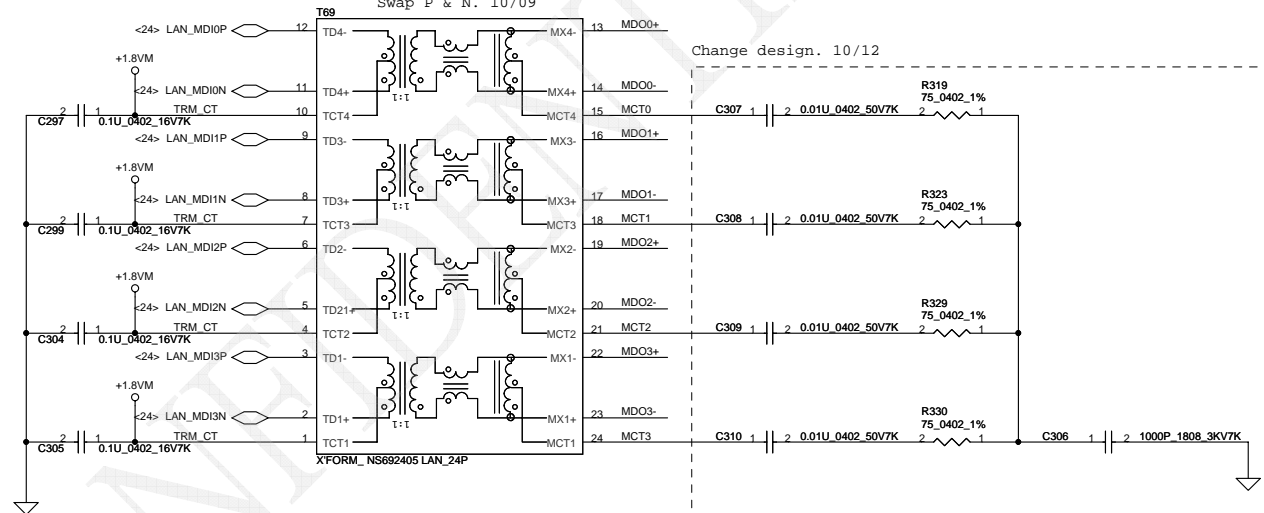 Swap P & N. 10/09
T69
<24> LAN_MDI0P 12 TD4- MX4- 13 MDO0+
+1.8VM
Change design. 10/12
<24> LAN_MDI0N 11 TD4+ 1:1 MX4+ 14 MDO0-
R319
75_0402_1%
C297 2 1 0.1U_0402_16V7K TRM_CT 10 TCT4 MCT4 15 MCT0 C307 1 2 0.01U_0402_50V7K 2 1
<24> LAN_MDI1P 9 TD3- MX3- 16 MDO1+
+1.8VM
<24> LAN_MDI1N 8 TD3+ 1:1 MX3+ 17 MDO1-
R323
75_0402_1%
C299 2 1 0.1U_0402_16V7K TRM_CT 7 TCT3 MCT3 18 MCT1 C308 1 2 0.01U_0402_50V7K 2 1
<24> LAN_MDI2P 6 TD2- MX2- 19 MDO2+
+1.8VM
<24> LAN_MDI2N 5 TD21+ 1:1 MX2+ 20 MDO2-
R329
75_0402_1%
C304 2 1 0.1U_0402_16V7K TRM_CT 4 TCT2 MCT2 21 MCT2 C309 1 2 0.01U_0402_50V7K 2 1
<24> LAN_MDI3P 3 TD1- MX1- 22 MDO3+
+1.8VM
<24> LAN_MDI3N 2 TD1+ 1:1 MX1+ 23 MDO3-
R330
75_0402_1%
C305 2 1 0.1U_0402_16V7K TRM_CT 1 TCT1 MCT1 24 MCT3 C310 1 2 0.01U_0402_50V7K 2 1 C306 1 2 1000P_1808_3KV7K
X'FORM_ NS692405 LAN_24P